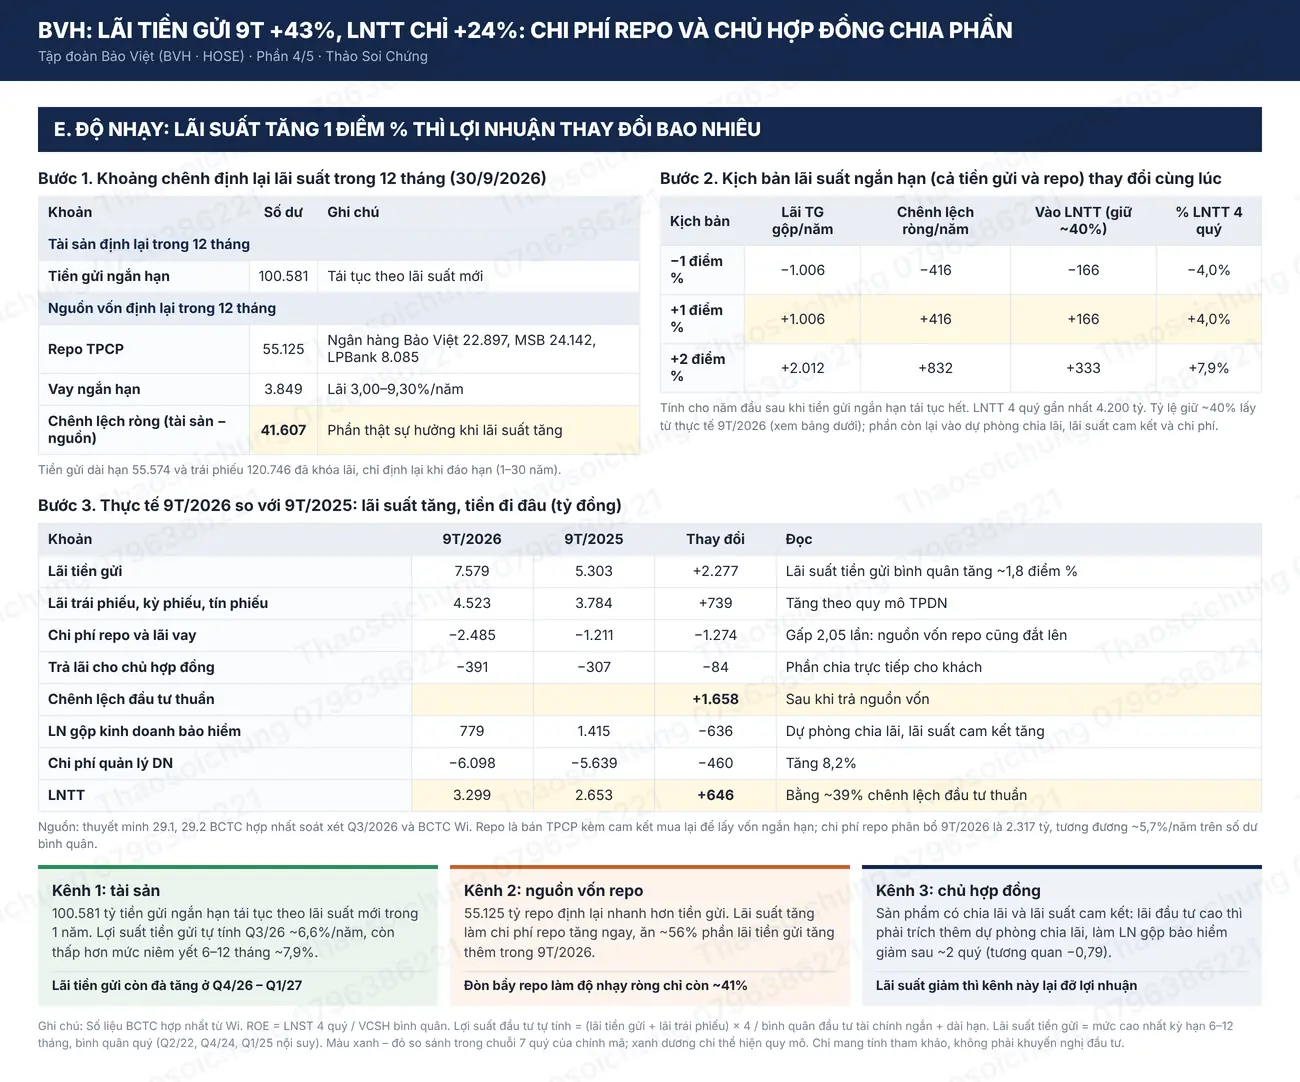 BVH: LÃI TIỀN GỬI 9T +43%, LNTT CHỈ +24%: CHI PHÍ REPO VÀ CHỦ HỢP ĐỒNG CHIA PHẦN
Tập đoàn Bảo Việt (BVH · HOSE) · Phần 4/5 · Thảo Soi Chứng
E. ĐỘ NHẠY: LÃI SUẤT TĂNG 1 ĐIỂM % THÌ LỢI NHUẬN THAY ĐỔI BAO NHIÊU
Bước 1. Khoảng chênh định lại lãi suất trong 12 tháng (30/9/2026)
Khoản Số dư Ghi chú
Tài sản định lại trong 12 tháng
Tiền gửi ngắn hạn 100.581 Tái tục theo lãi suất mới
Nguồn vốn định lại trong 12 tháng
Repo TPCP 55.125 Ngân hàng Bảo Việt 22.897, MSB 24.142,
LPBank 8.085
Vay ngắn hạn 3.849 Lãi 3,00–9,30%/năm
Chênh lệch ròng (tài sản –
nguồn) 41.607 Phần thật sự hưởng khi lãi suất tăng
Tiền gửi dài hạn 55.574 và trái phiếu 120.746 đã khóa lãi, chỉ định lại khi đáo hạn (1–30 năm).
Bước 2. Kịch bản lãi suất ngắn hạn (cả tiền gửi và repo) thay đổi cùng lúc
Kịch bản Lãi TG gộp/năm Chênh lệch ròng/năm Vào LNTT (giữ ~40%) % LNTT 4 quý
−1 điểm % −1.006 −416 −166 −4,0%
+1 điểm % +1.006 +416 +166 +4,0%
+2 điểm % +2.012 +832 +333 +7,9%
Tính cho năm đầu sau khi tiền gửi ngắn hạn tái tục hết. LNTT 4 quý gần nhất 4.200 tỷ. Tỷ lệ giữ ~40% lấy
từ thực tế 9T/2026 (xem bảng dưới); phần còn lại vào dự phòng chia lãi, lãi suất cam kết và chi phí.
Bước 3. Thực tế 9T/2026 so với 9T/2025: lãi suất tăng, tiền đi đâu (tỷ đồng)
Khoản 9T/2026 9T/2025 Thay đổi Đọc
Lãi tiền gửi 7.579 5.303 +2.277 Lãi suất tiền gửi bình quân tăng ~1,8 điểm %
Lãi trái phiếu, kỳ phiếu, tín phiếu 4.523 3.784 +739 Tăng theo quy mô TPDN
Chi phí repo và lãi vay −2.485 −1.211 −1.274 Gấp 2,05 lần: nguồn vốn repo cũng đắt lên
Trả lãi cho chủ hợp đồng −391 −307 −84 Phần chia trực tiếp cho khách
Chênh lệch đầu tư thuần +1.658 Sau khi trả nguồn vốn
LN gộp kinh doanh bảo hiểm 779 1.415 −636 Dự phòng chia lãi, lãi suất cam kết tăng
Chi phí quản lý DN −6.098 −5.639 −460 Tăng 8,2%
LNTT 3.299 2.653 +646 Bằng ~39% chênh lệch đầu tư thuần
Nguồn: thuyết minh 29.1, 29.2 BCTC hợp nhất soát xét Q3/2026 và BCTC Wi. Repo là bán TPCP kèm cam kết mua lại để lấy vốn ngắn hạn; chi phí repo phân bổ 9T/2026 là 2.317 tỷ, tương đương ~5,7%/năm trên số dư
bình quân.
Kênh 1: tài sản
100.581 tỷ tiền gửi ngắn hạn tái tục theo lãi suất mới trong
1 năm. Lợi suất tiền gửi tự tính Q3/26 ~6,6%/năm, còn
thấp hơn mức niêm yết 6–12 tháng ~7,9%.
Lãi tiền gửi còn đà tăng ở Q4/26 – Q1/27
Kênh 2: nguồn vốn repo
55.125 tỷ repo định lại nhanh hơn tiền gửi. Lãi suất tăng
làm chi phí repo tăng ngay, ăn ~56% phần lãi tiền gửi tăng
thêm trong 9T/2026.
Đòn bẩy repo làm độ nhạy ròng chỉ còn ~41%
Kênh 3: chủ hợp đồng
Sản phẩm có chia lãi và lãi suất cam kết: lãi đầu tư cao thì
phải trích thêm dự phòng chia lãi, làm LN gộp bảo hiểm
giảm sau ~2 quý (tương quan −0,79).
Lãi suất giảm thì kênh này lại đỡ lợi nhuận
Ghi chú: Số liệu BCTC hợp nhất từ Wi. ROE = LNST 4 quý / VCSH bình quân. Lợi suất đầu tư tự tính = (lãi tiền gửi + lãi trái phiếu) × 4 / bình quân đầu tư tài chính ngắn + dài hạn. Lãi suất tiền gửi = mức cao nhất kỳ hạn 6–12
tháng, bình quân quý (Q2/22, Q4/24, Q1/25 nội suy). Màu xanh – đỏ so sánh trong chuỗi 7 quý của chính mã; xanh dương chỉ thể hiện quy mô. Chỉ mang tính tham khảo, không phải khuyến nghị đầu tư.
Thaosoichung 0796386221